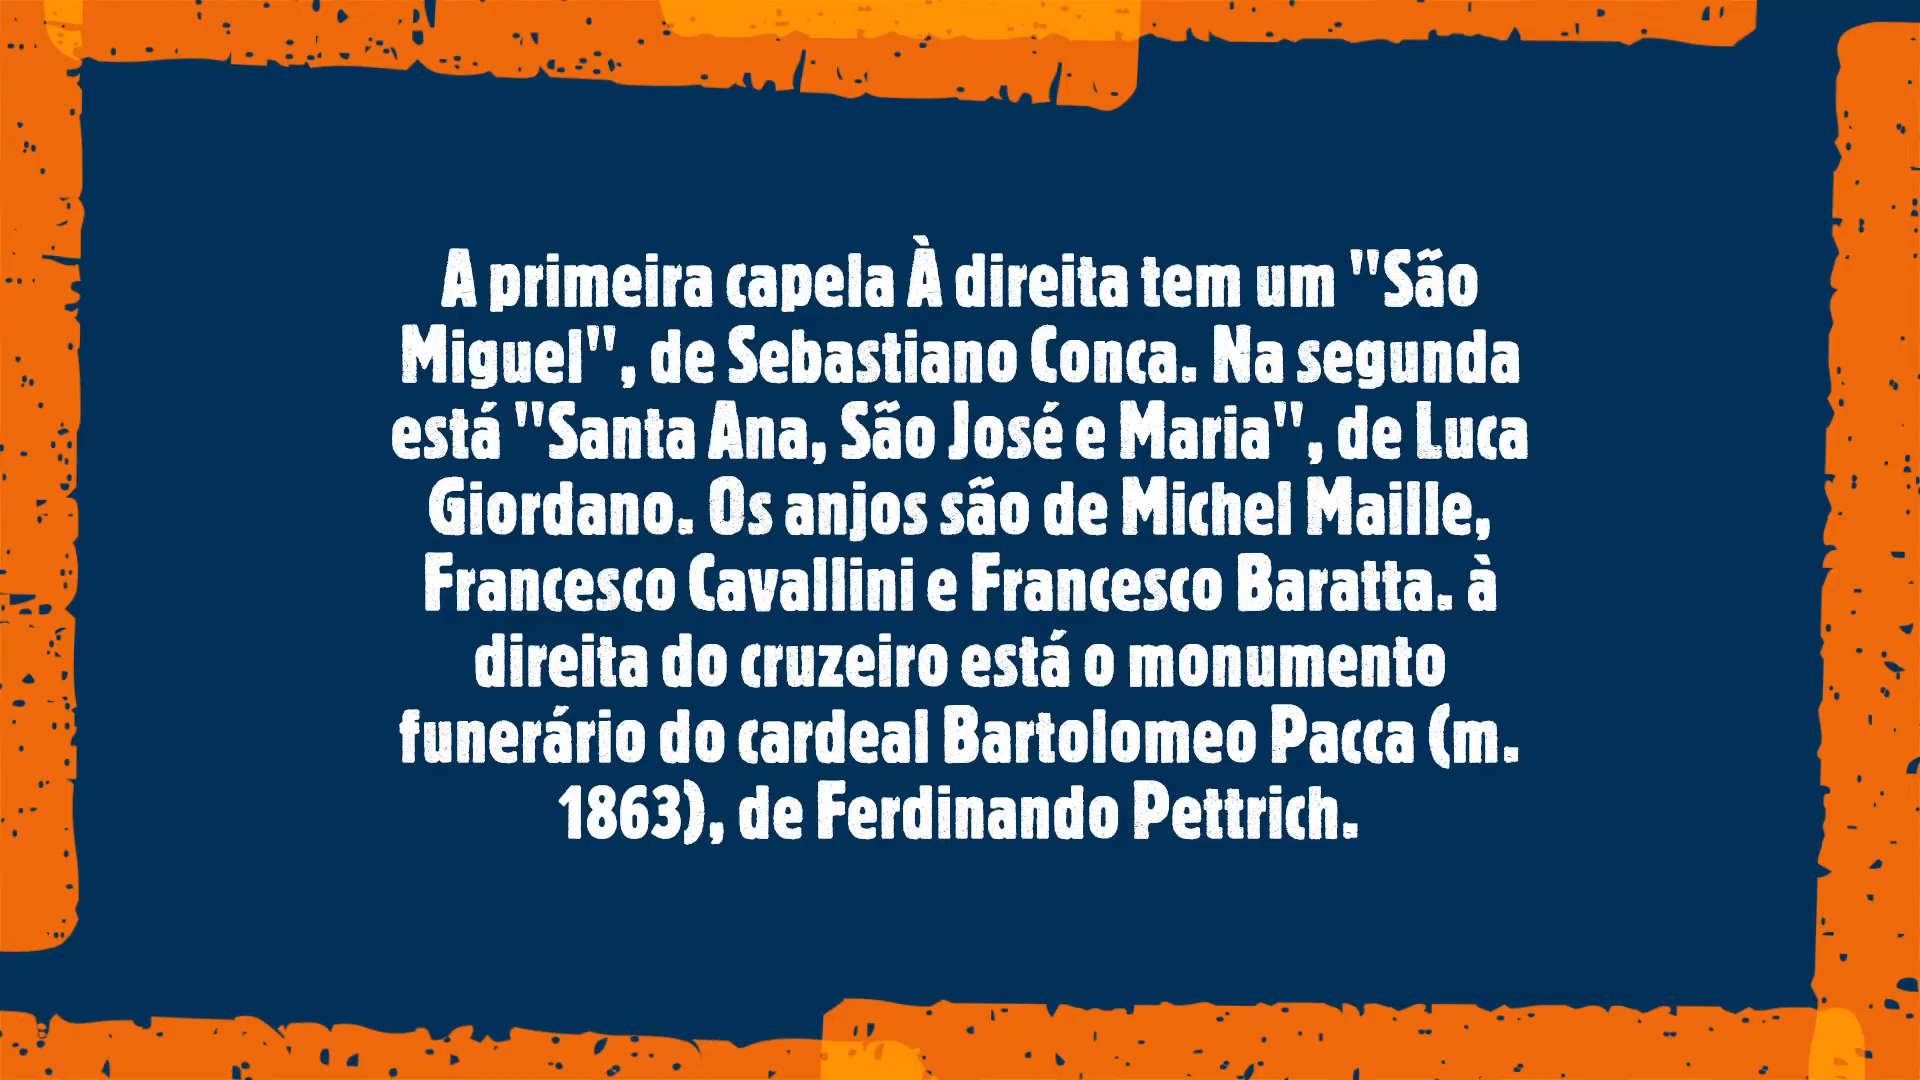 A primeira capela À direita tem um "São
Miguel", de Sebastiano Conca. Na segunda
está "Santa Ana, São José e Maria", de Luca
Giordano. Os anjos são de Michel Maille,
Francesco Cavallini e Francesco Baratta. à
direita do cruzeiro está o monumento
funerário do cardeal Bartolomeo Pacca (m.
1863), de Ferdinando Pettrich.